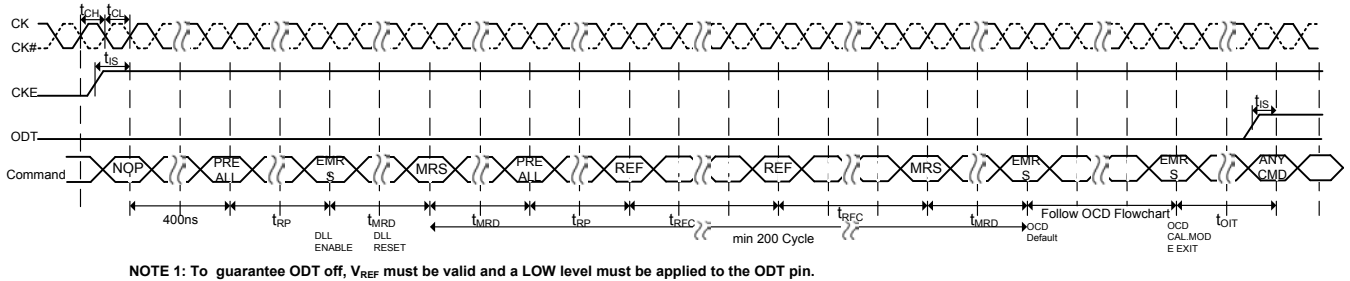 tCH tCL
CK
CK#
tIS
CKE
tIS
ODT
Command NOP PRE ALL EMR S MRS PRE ALL REF REF MRS EMR S EMR S ANY CMD
400ns tRP tMRD tMRD tRP tRFC tRFC tMRD Follow OCD Flowchart tOIT
DLL ENABLE DLL RESET min 200 Cycle OCD Default OCD CAL.MOD E EXIT
NOTE 1: To guarantee ODT off, VREF must be valid and a LOW level must be applied to the ODT pin.